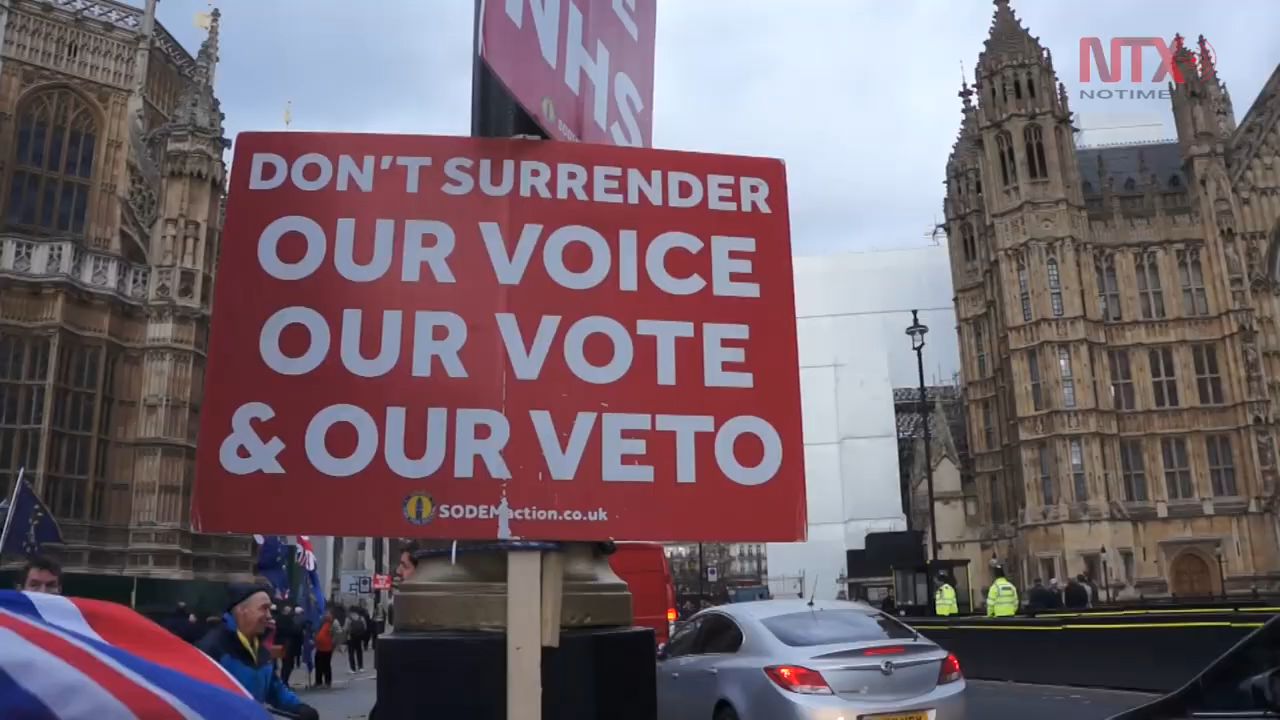 NHS
NTX
NOTIME
DON'T SURRENDER
OUR VOICE
OUR VOTE
& OUR VETO
SODEMaction.co.uk